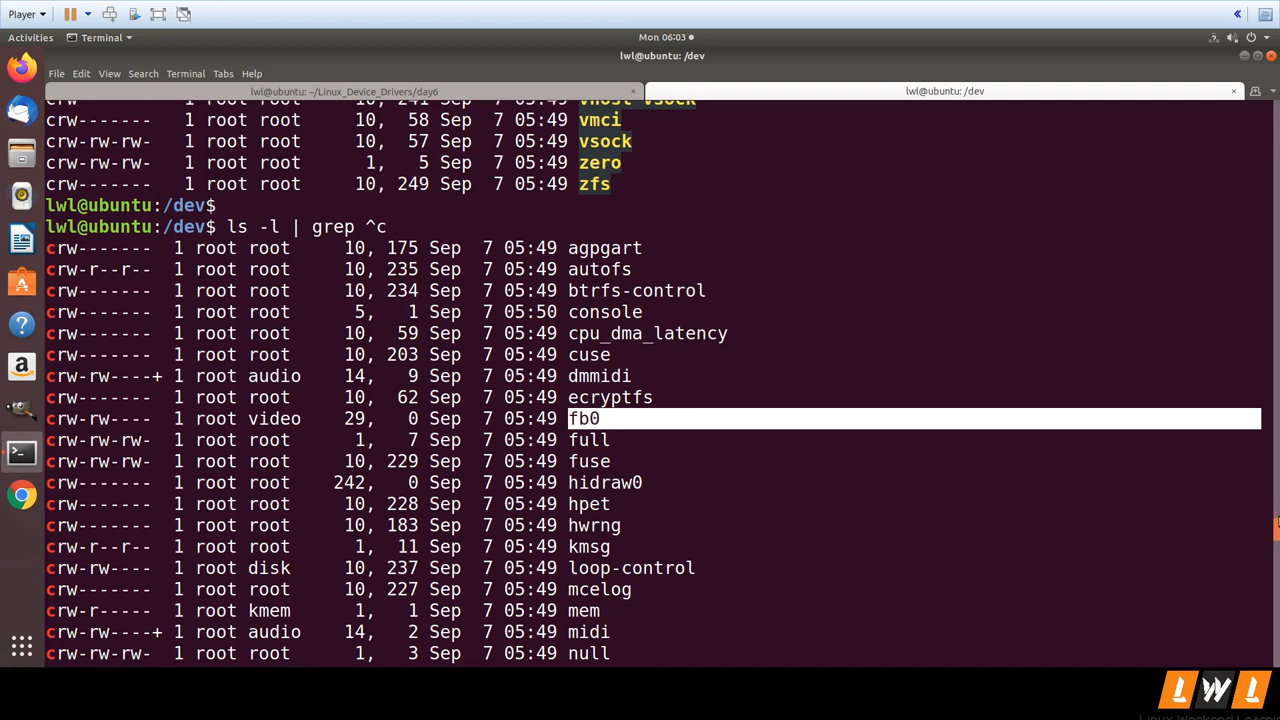 Player
Activities Terminal Mon 06:03
lwl@ubuntu: /dev
File Edit View Search Terminal Tabs Help
lwl@ubuntu: ~/Linux_Device_Drivers/day6 × lwl@ubuntu: /dev ×
crw------- 1 root root 10, 241 Sep 7 05:49 vhost-vsock
crw------- 1 root root 10, 58 Sep 7 05:49 vmci
crw-rw-rw- 1 root root 10, 57 Sep 7 05:49 vsock
crw-rw-rw- 1 root root 1, 5 Sep 7 05:49 zero
crw------- 1 root root 10, 249 Sep 7 05:49 zfs
lwl@ubuntu:/dev$
lwl@ubuntu:/dev$ ls -l | grep ^c
crw------- 1 root root 10, 175 Sep 7 05:49 agpgart
crw-r--r-- 1 root root 10, 235 Sep 7 05:49 autofs
crw------- 1 root root 10, 234 Sep 7 05:49 btrfs-control
crw------- 1 root root 5, 1 Sep 7 05:50 console
crw------- 1 root root 10, 59 Sep 7 05:49 cpu_dma_latency
crw------- 1 root root 10, 203 Sep 7 05:49 cuse
crw-rw----+ 1 root audio 14, 9 Sep 7 05:49 dmmidi
crw------- 1 root root 10, 62 Sep 7 05:49 ecryptfs
crw-rw---- 1 root video 29, 0 Sep 7 05:49 fb0
crw-rw-rw- 1 root root 1, 7 Sep 7 05:49 full
crw-rw-rw- 1 root root 10, 229 Sep 7 05:49 fuse
crw------- 1 root root 242, 0 Sep 7 05:49 hidraw0
crw------- 1 root root 10, 228 Sep 7 05:49 hpet
crw------- 1 root root 10, 183 Sep 7 05:49 hwrng
crw-r--r-- 1 root root 1, 11 Sep 7 05:49 kmsg
crw-rw---- 1 root disk 10, 237 Sep 7 05:49 loop-control
crw------- 1 root root 10, 227 Sep 7 05:49 mcelog
crw-r----- 1 root kmem 1, 1 Sep 7 05:49 mem
crw-rw----+ 1 root audio 14, 2 Sep 7 05:49 midi
crw-rw-rw- 1 root root 1, 3 Sep 7 05:49 null
LWL